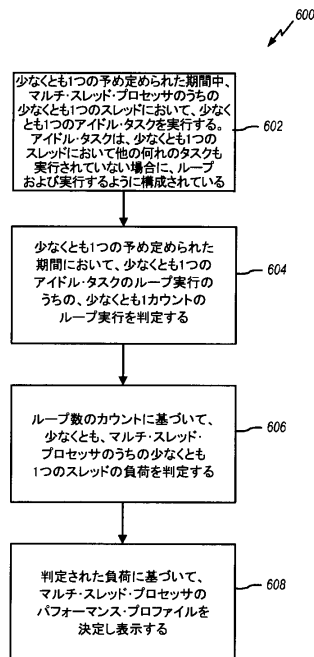 600
少なくとも1つの予め定められた期間中、
マルチ・スレッド・プロセッサのうちの
少なくとも1つのスレッドにおいて、少なく
とも1つのアイドル・タスクを実行する。
アイドル・タスクは、少なくとも1つの
スレッドにおいて他の何れのタスクも
実行されていない場合に、ループ
および実行するように構成されている
602
少なくとも1つの予め定められた
期間において、少なくとも1つの
アイドル・タスクのループ実行の
うちの、少なくとも1カウントの
ループ実行を判定する
604
ループ数のカウントに基づいて、
少なくとも、マルチ・スレッド・
プロセッサのうちの少なくとも
1つのスレッドの負荷を判定する
606
判定された負荷に基づいて、
マルチ・スレッド・プロセッサの
パフォーマンス・プロファイルを
決定し表示する
608